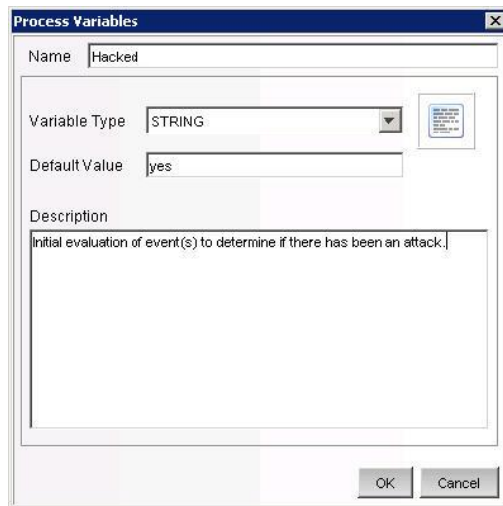 Process Variables
Name Hacked
Variable Type STRING
Default Value yes
Description
Initial evaluation of event(s) to determine if there has been an attack.
OK Cancel